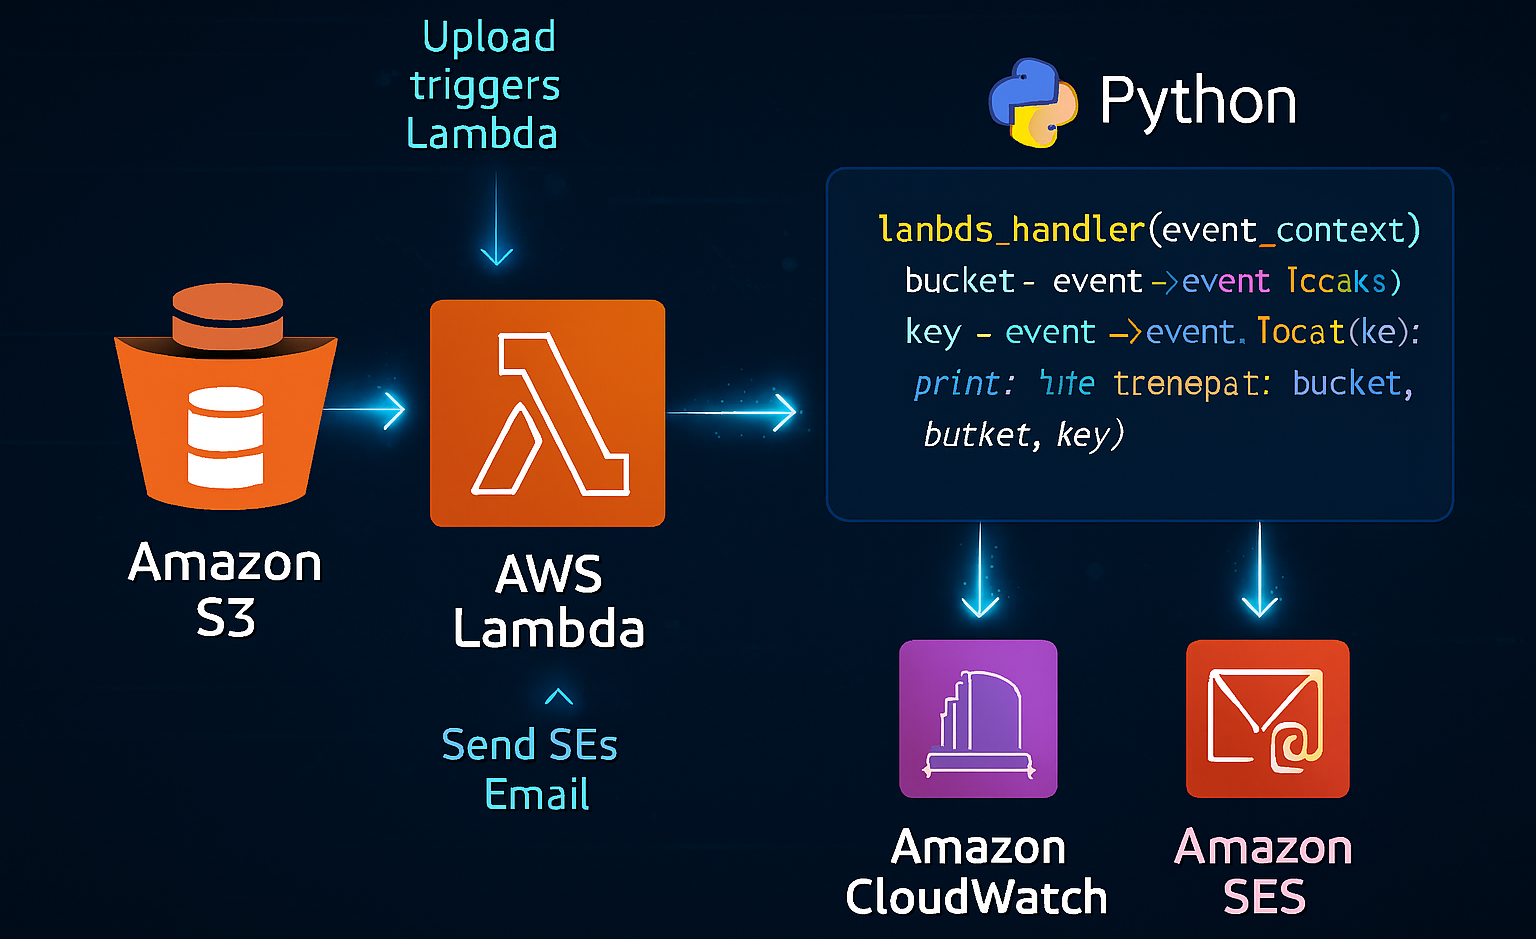 Upload
triggers
Lambda
Python
lanbds_handler(event_context)
bucket - event ->event Iccaks)
key - event ->event. Tocat(ke):
print: trenepat: bucket,
butket, key)
Amazon
S3
AWS
Lambda
Send SEs
Email
Amazon
CloudWatch
Amazon
SES